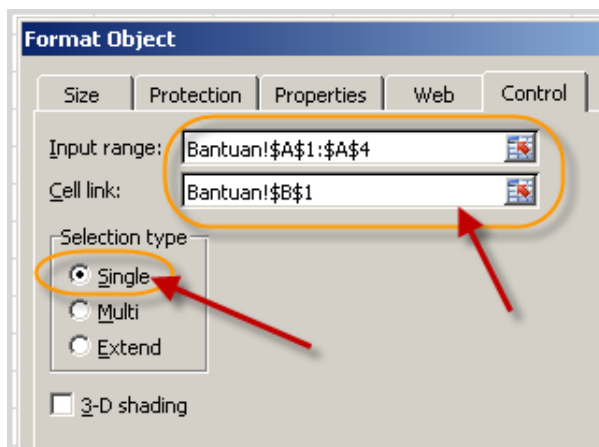 Format Object
Size Protection Properties Web Control
Input range: Bantuan!$A$1:$A$4
Cell link: Bantuan!$B$1
Selection type
Single
Multi
Extend
3-D shading